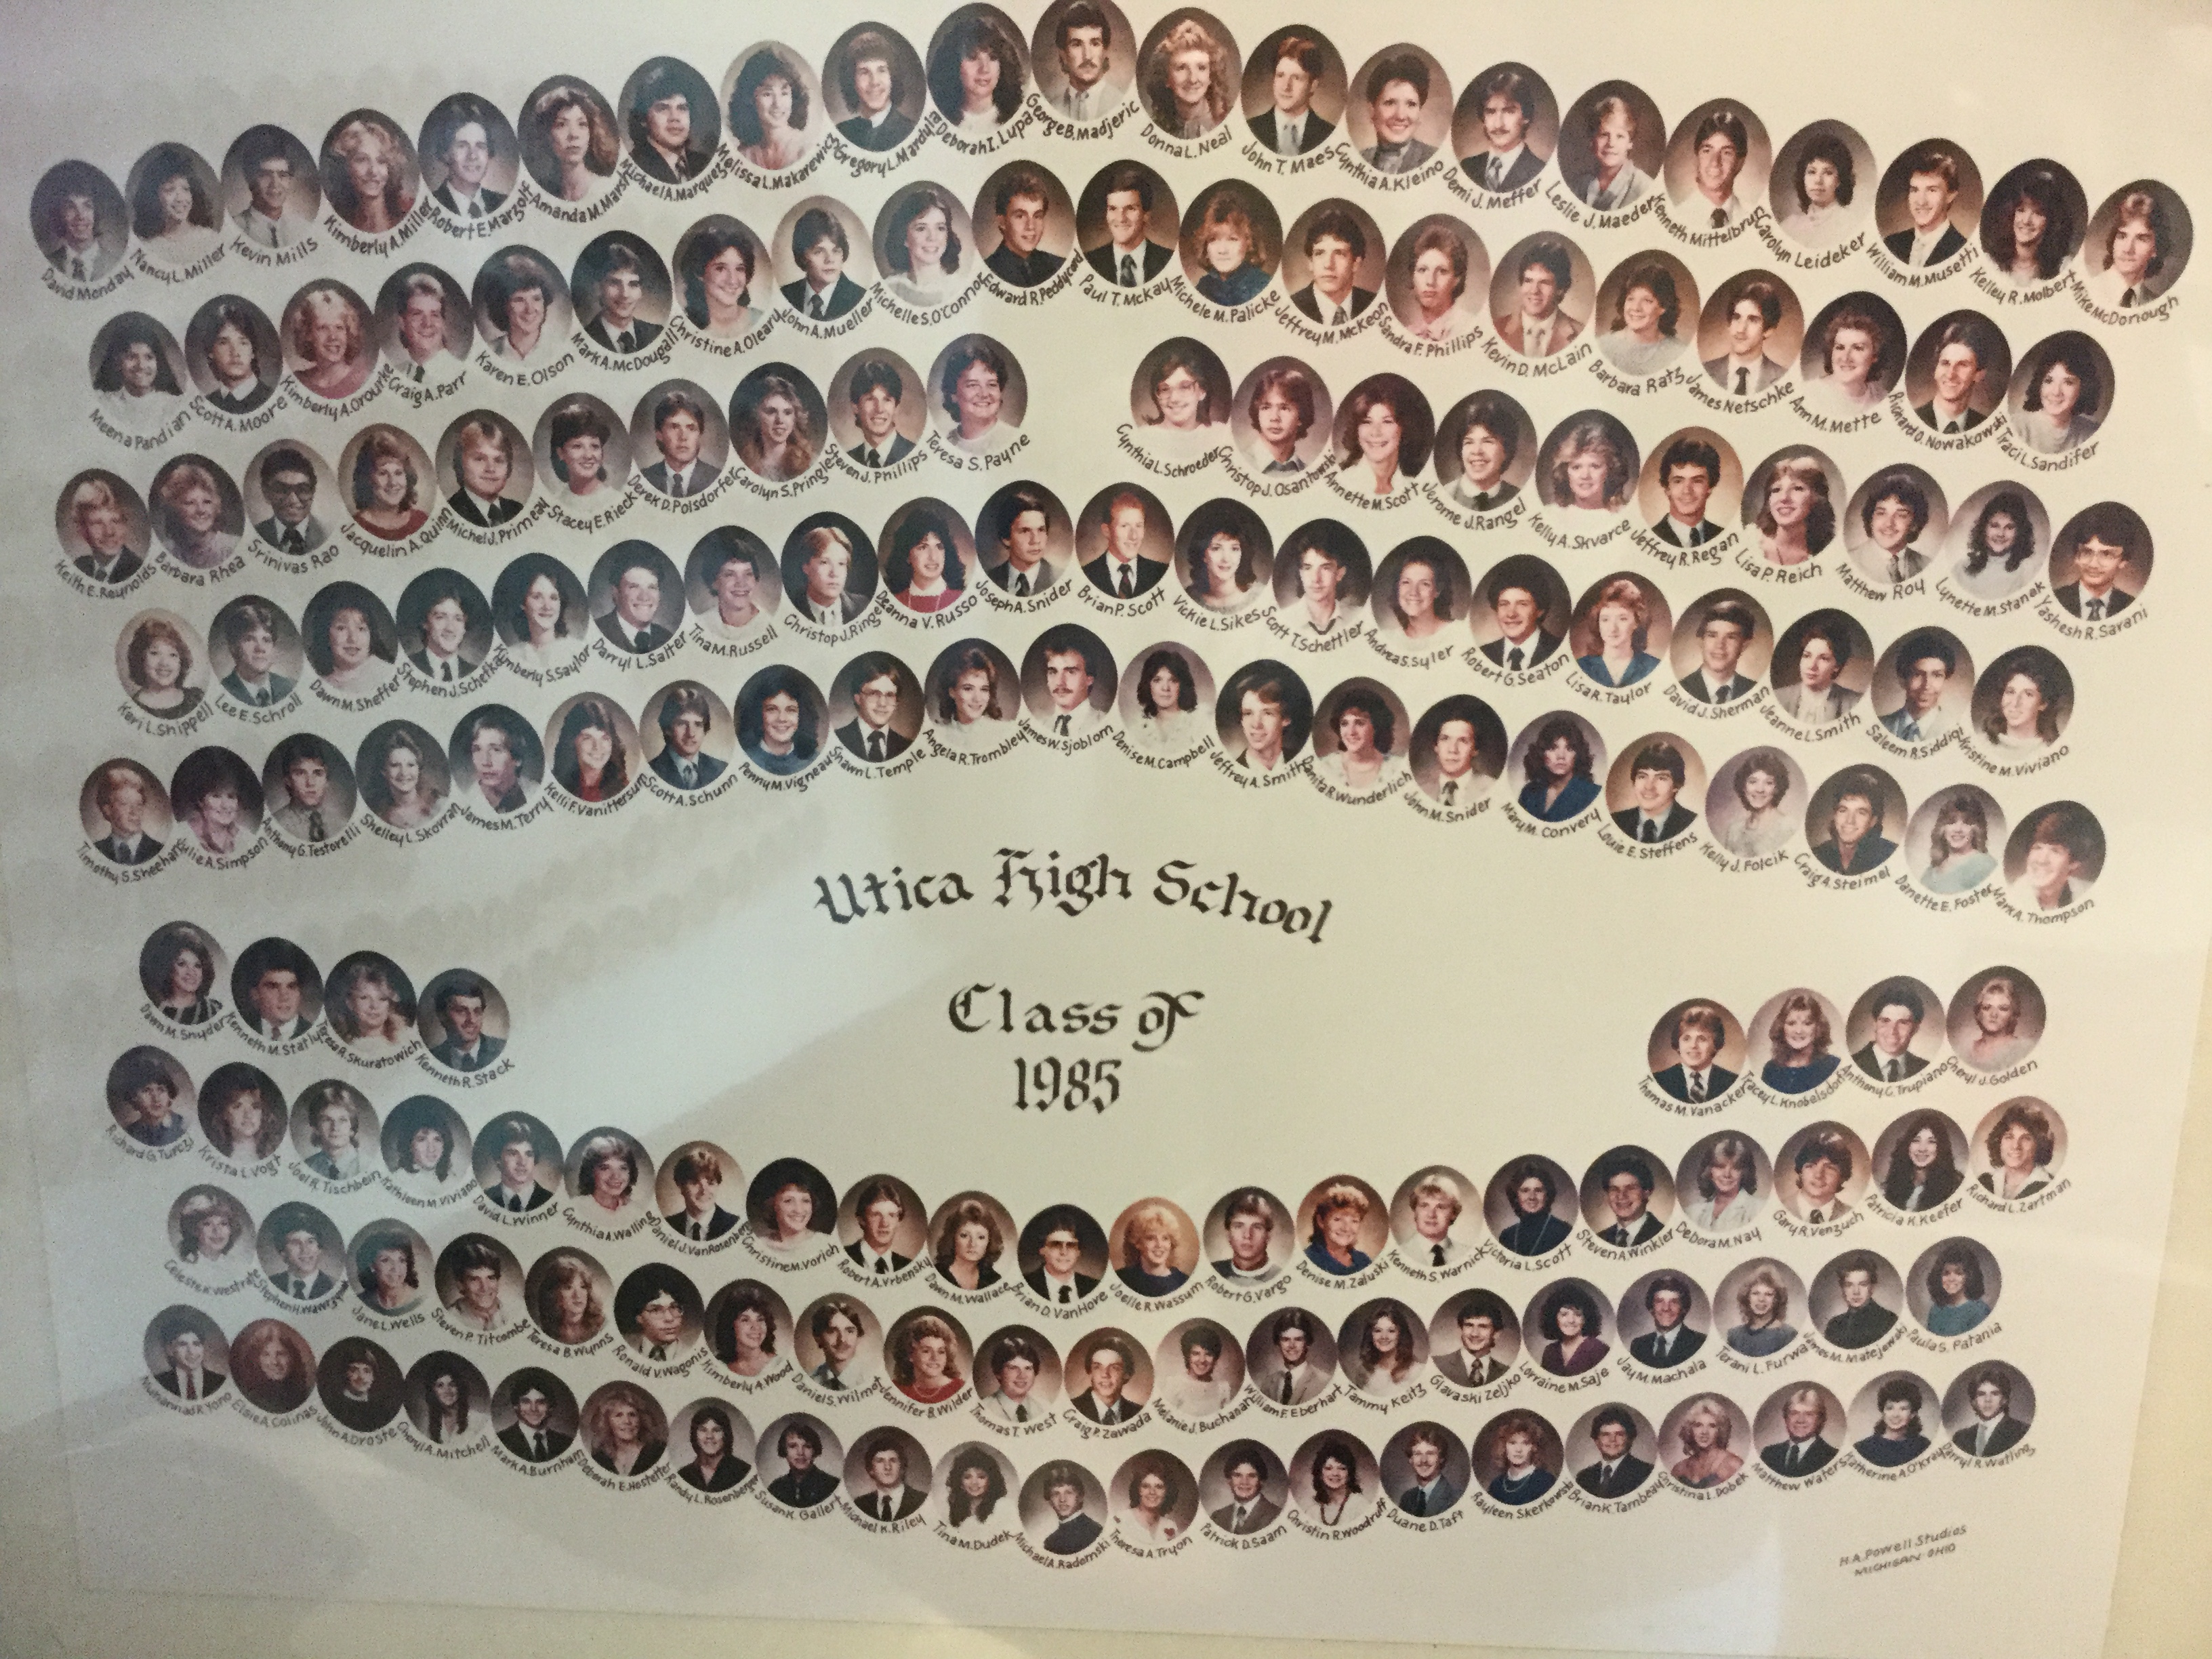 David Monday
Nancy L. Miller
Kevin Mills
Kimberly A. Miller
Robert E. Marzolf
Amanda M. Marsh
Michael A. Marquez
Melissa L. Makarewicz
Gregory L. Mardyla
Deborah I. Lupa
George B. Madjeric
Donna L. Neal
John T. Maes
Cynthia A. Kleino
Demi J. Meffer
Leslie J. Maeder
Kenneth Mittelbrun
Carolyn Leideker
William M. Musetti
Kelley R. Molbert
Mike McDonough
Meena Pandian
Scott A. Moore
Kimberly A. Orourke
Craig A. Parr
Karen E. Olson
Mark A. McDougall
Christine A. Oleary
John A. Mueller
Michelle S. O'Connor
Edward R. Peddycord
Paul T. McKay
Michele M. Palicke
Jeffrey M. McKeon
Sandra F. Phillips
Kevin D. McLain
Barbara Ratz
James Netschke
Ann M. Mette
Richard D. Nowakowski
Traci L. Sandifer
Keith E. Reynolds
Barbara Rhea
Srinivas Rao
Jacquelin A. Quinn
Michel J. Prirneau
Stacey E. Rieck
Derek D. Polsdorfer
Carolyn S. Pringle
Steven J. Phillips
Teresa S. Payne
Cynthia L. Schroeder
Christop J. Osantowski
Annette M. Scott
Jerome J. Rangel
Kelly A. Skvarce
Jeffrey R. Regan
Lisa P. Reich
Matthew Roy
Lynette M. Stanek
Yashesh R. Savani
Kari L. Shippell
Lee E. Schroll
Dawn M. Sheffer
Stephen J. Schefka
Kimberly S. Saylor
Darryl L. Salter
Tina M. Russell
Christop J. Ring
Deanna V. Russo
Joseph A. Snider
Brian P. Scott
Vickie L. Sikes
Scott T. Schettler
Andrea S. Syler
Robert G. Seaton
Lisa R. Taylor
David J. Sherman
Jeanne L. Smith
Saleem R. Siddiqi
Kristine M. Viviano
Timothy S. Sheehan
Julie A. Simpson
Anthony G. Testorelli
Shelley L. Skovran
James M. Terry
Kelli F. Vanittersum
Scott A. Schunn
Penny M. Vigneau
Shawn L. Temple
Angela R. Trombley
James W. Sjoblom
Denise M. Campbell
Jeffrey A. Smith
Danita R. Wunderlich
John M. Snider
Mary M. Convery
Louie E. Steffens
Kelly J. Folcik
Craig A. Steimel
Danette E. Foster
Mark A. Thompson
Utica High School
Class of
1985
Dawn M. Snyder
Kenneth M. Statly
Teresa R. Skuratowich
Kenneth R. Stack
Thomas M. Vanacker
Tracey L. Knobelsdorf
Anthony G. Trupiano
Cheryl J. Golden
Richard G. Turczi
Krista L. Vogt
Joel R. Tischbein
Kathleen M. Viviano
David L. Winner
Cynthia A. Walling
Daniel J. VanRosenberg
Christine M. Vorich
Robert A. Vrbensky
Dawn M. Wallace
Brian D. VanHove
Joelle R. Wassum
Robert G. Vargo
Denise M. Zaluski
Kenneth S. Warnick
Victoria L. Scott
Steven A. Winkler
Debora M. Nay
Gary R. Venzuch
Patricia K. Keefer
Richard L. Zartman
Celeste K.
Stephen H.
Jane L. Wells
Steven P. Titcombe
Teresa B. Wynns
Ronald V. Wagonis
Kimberly A. Wood
Daniel S. Wilmot
Jennifer B. Wilder
Thomas T. West
Craig P. Zawada
Melanie J. Buchanan
William F. Eberhart
Tammy Keitz
Glavaski Zeljko
Lorraine M. Saje
Jay M. Machala
Terani L. Furwa
James M. Matejewski
Paula S. Patania
Muhannad R. Yono
Elsie A. Colinas
John A. Droste
Cheryl A. Mitchell
Mark A. Burnham
Deborah E. Hostetter
Randy L. Rosenberger
Susan K. Gallert
Michael K. Riley
Tina M. Dudek
Michael A. Radomski
Theresa A. Tryon
Patrick D. Saam
Christin R. Woodruff
Duane D. Taft
Rayleen Skerkowski
Brian K. Tambeay
Christina L. Dobek
Matthew Waters
Katherine A. O'Kray
Darryl R. Watling
H.A. Powell Studios
MICHIGAN - OHIO